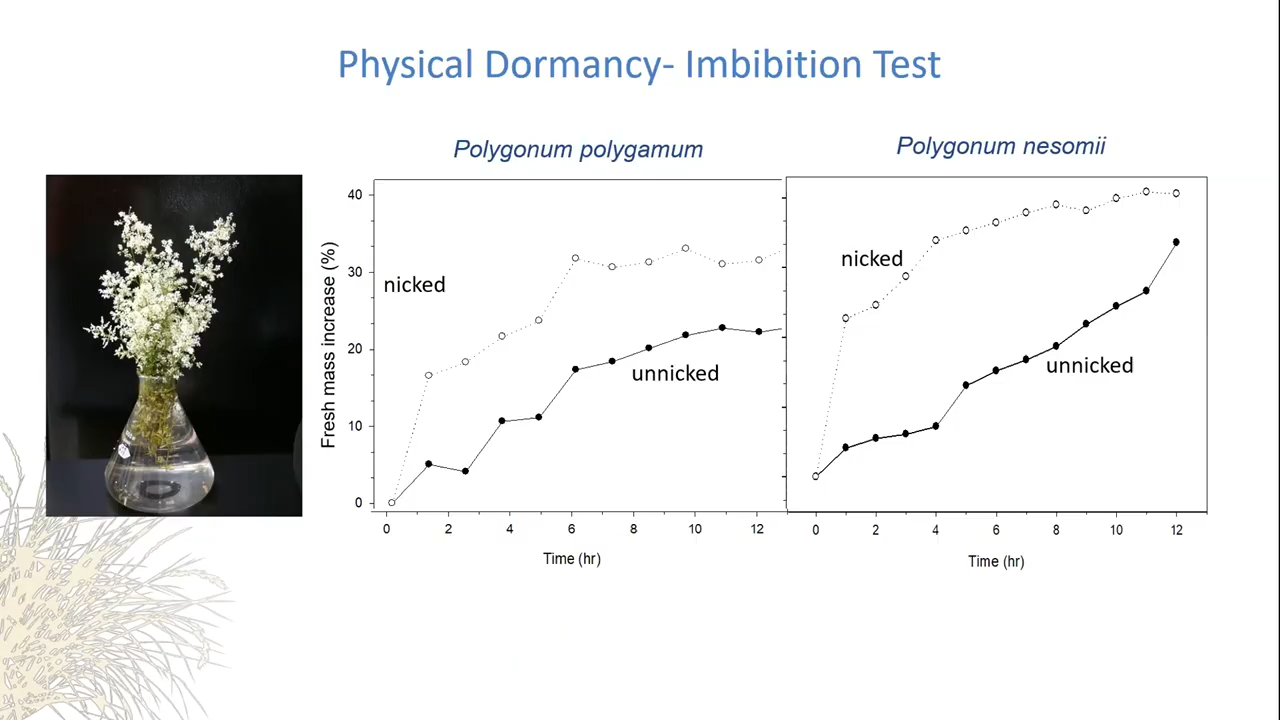 Physical Dormancy- Imbibition Test
Polygonum polygamum
Polygonum nesomii
Fresh mass increase (%)
40
30
20
10
0
nicked
unnicked
0 2 4 6 8 10 12
Time (hr)
nicked
unnicked
0 2 4 6 8 10 12
Time (hr)